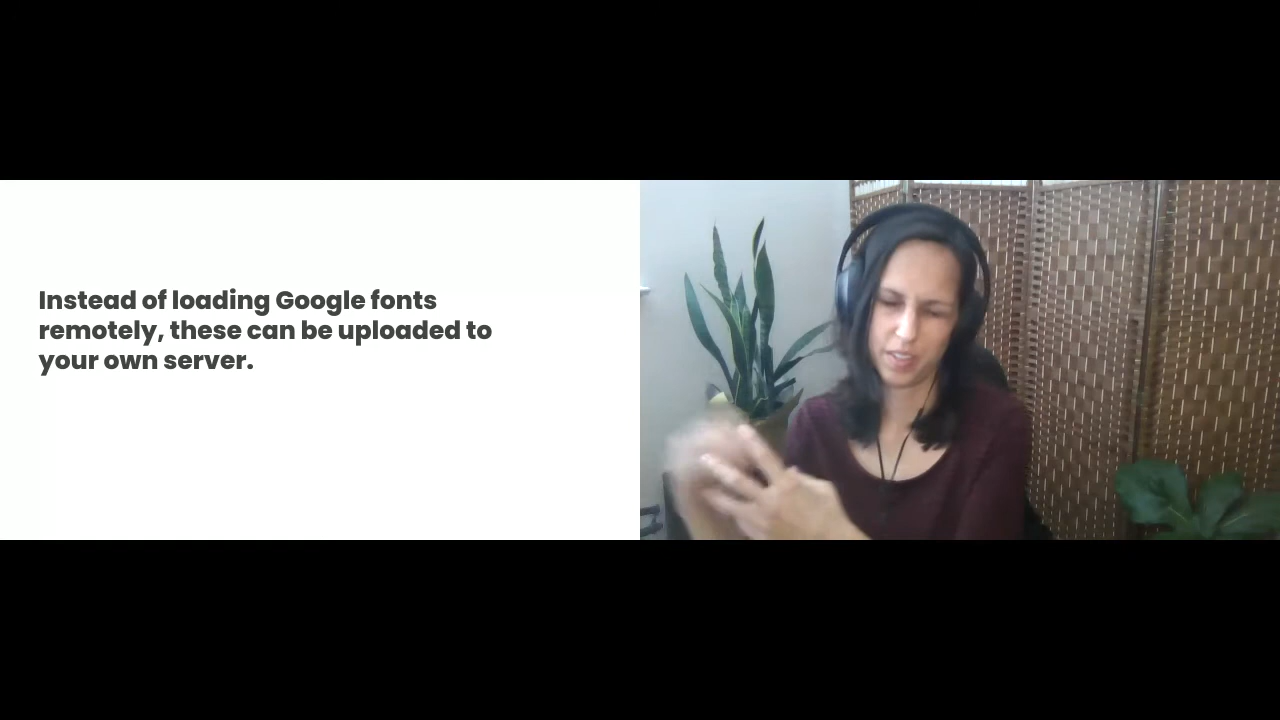 Instead of loading Google fonts
remotely, these can be uploaded to
your own server.